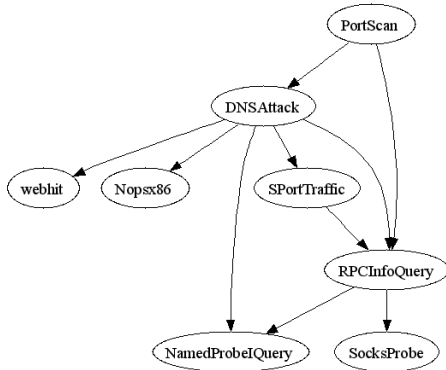 PortScan
DNSAttack
webhit
Nopsx86
SPortTraffic
RPCInfoQuery
NamedProbeIQuery
SocksProbe